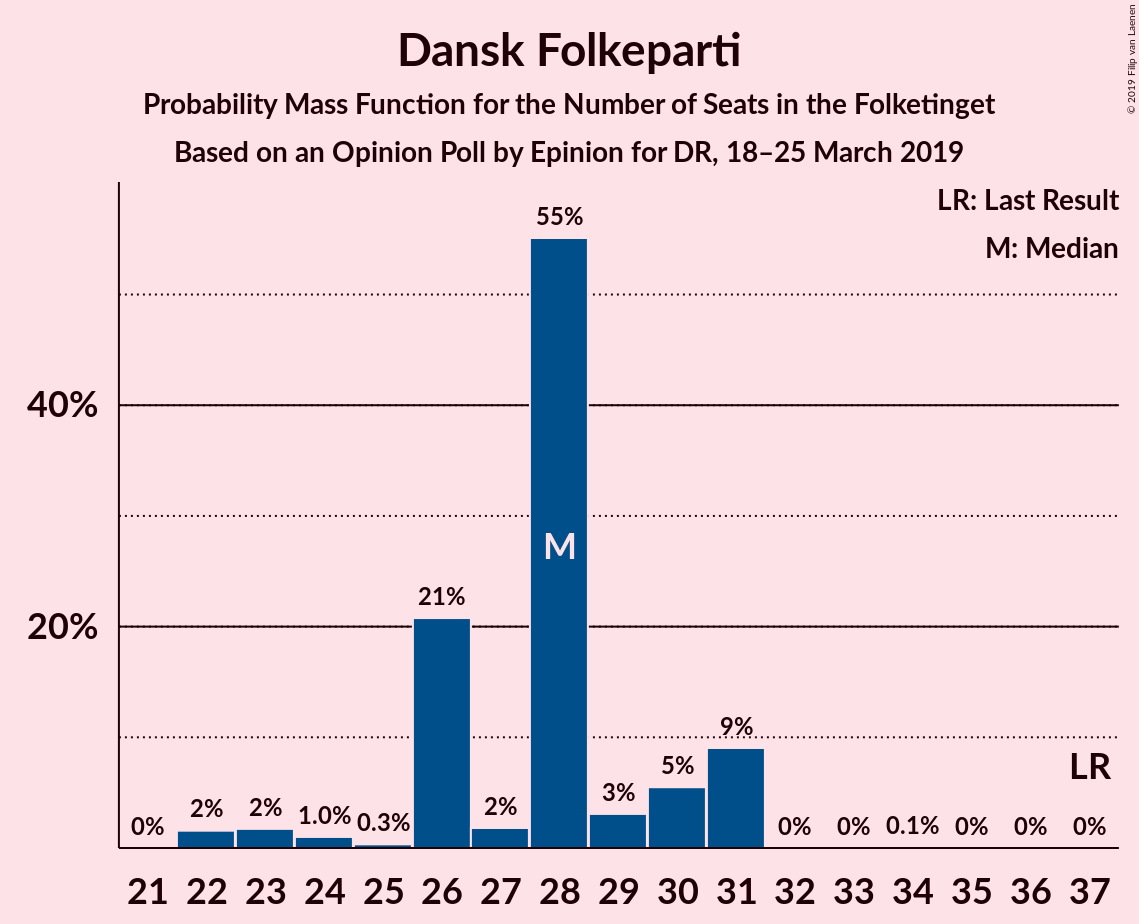 Dansk Folkeparti
Probability Mass Function for the Number of Seats in the Folketinget
Based on an Opinion Poll by Epinion for DR, 18–25 March 2019
© 2019 Filip van Laenen
LR: Last Result
M: Median
55%
40%
M
21%
20%
9%
LR
5%
3%
0% 2% 2% 1.0% 0.3% 2% 0% 0% 0.1% 0% 0% 0%
21 22 23 24 25 26 27 28 29 30 31 32 33 34 35 36 37